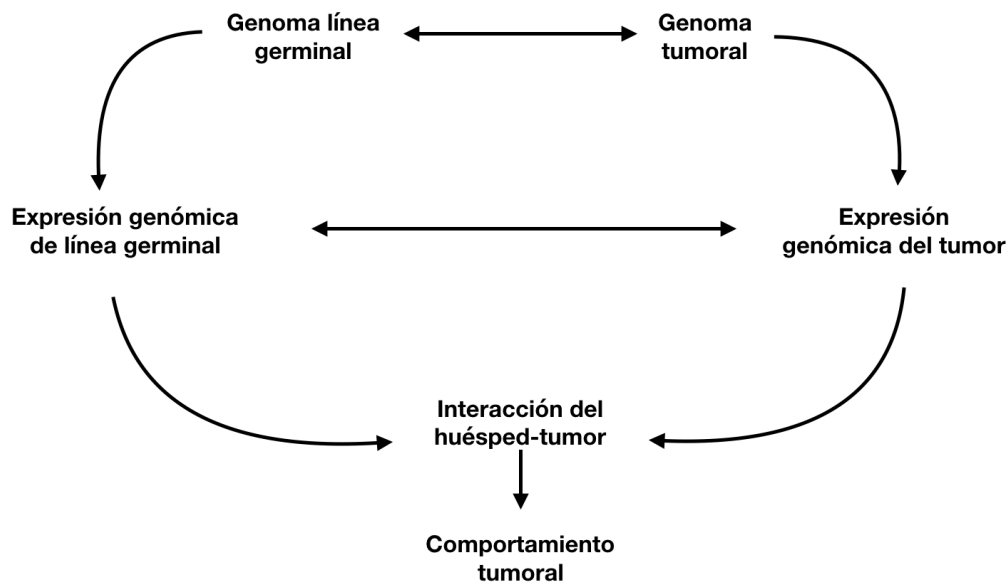 Genoma línea
germinal
Genoma
tumoral
Expresión genómica
de línea germinal
Expresión
genómica del tumor
Interacción del
huésped-tumor
Comportamiento
tumoral